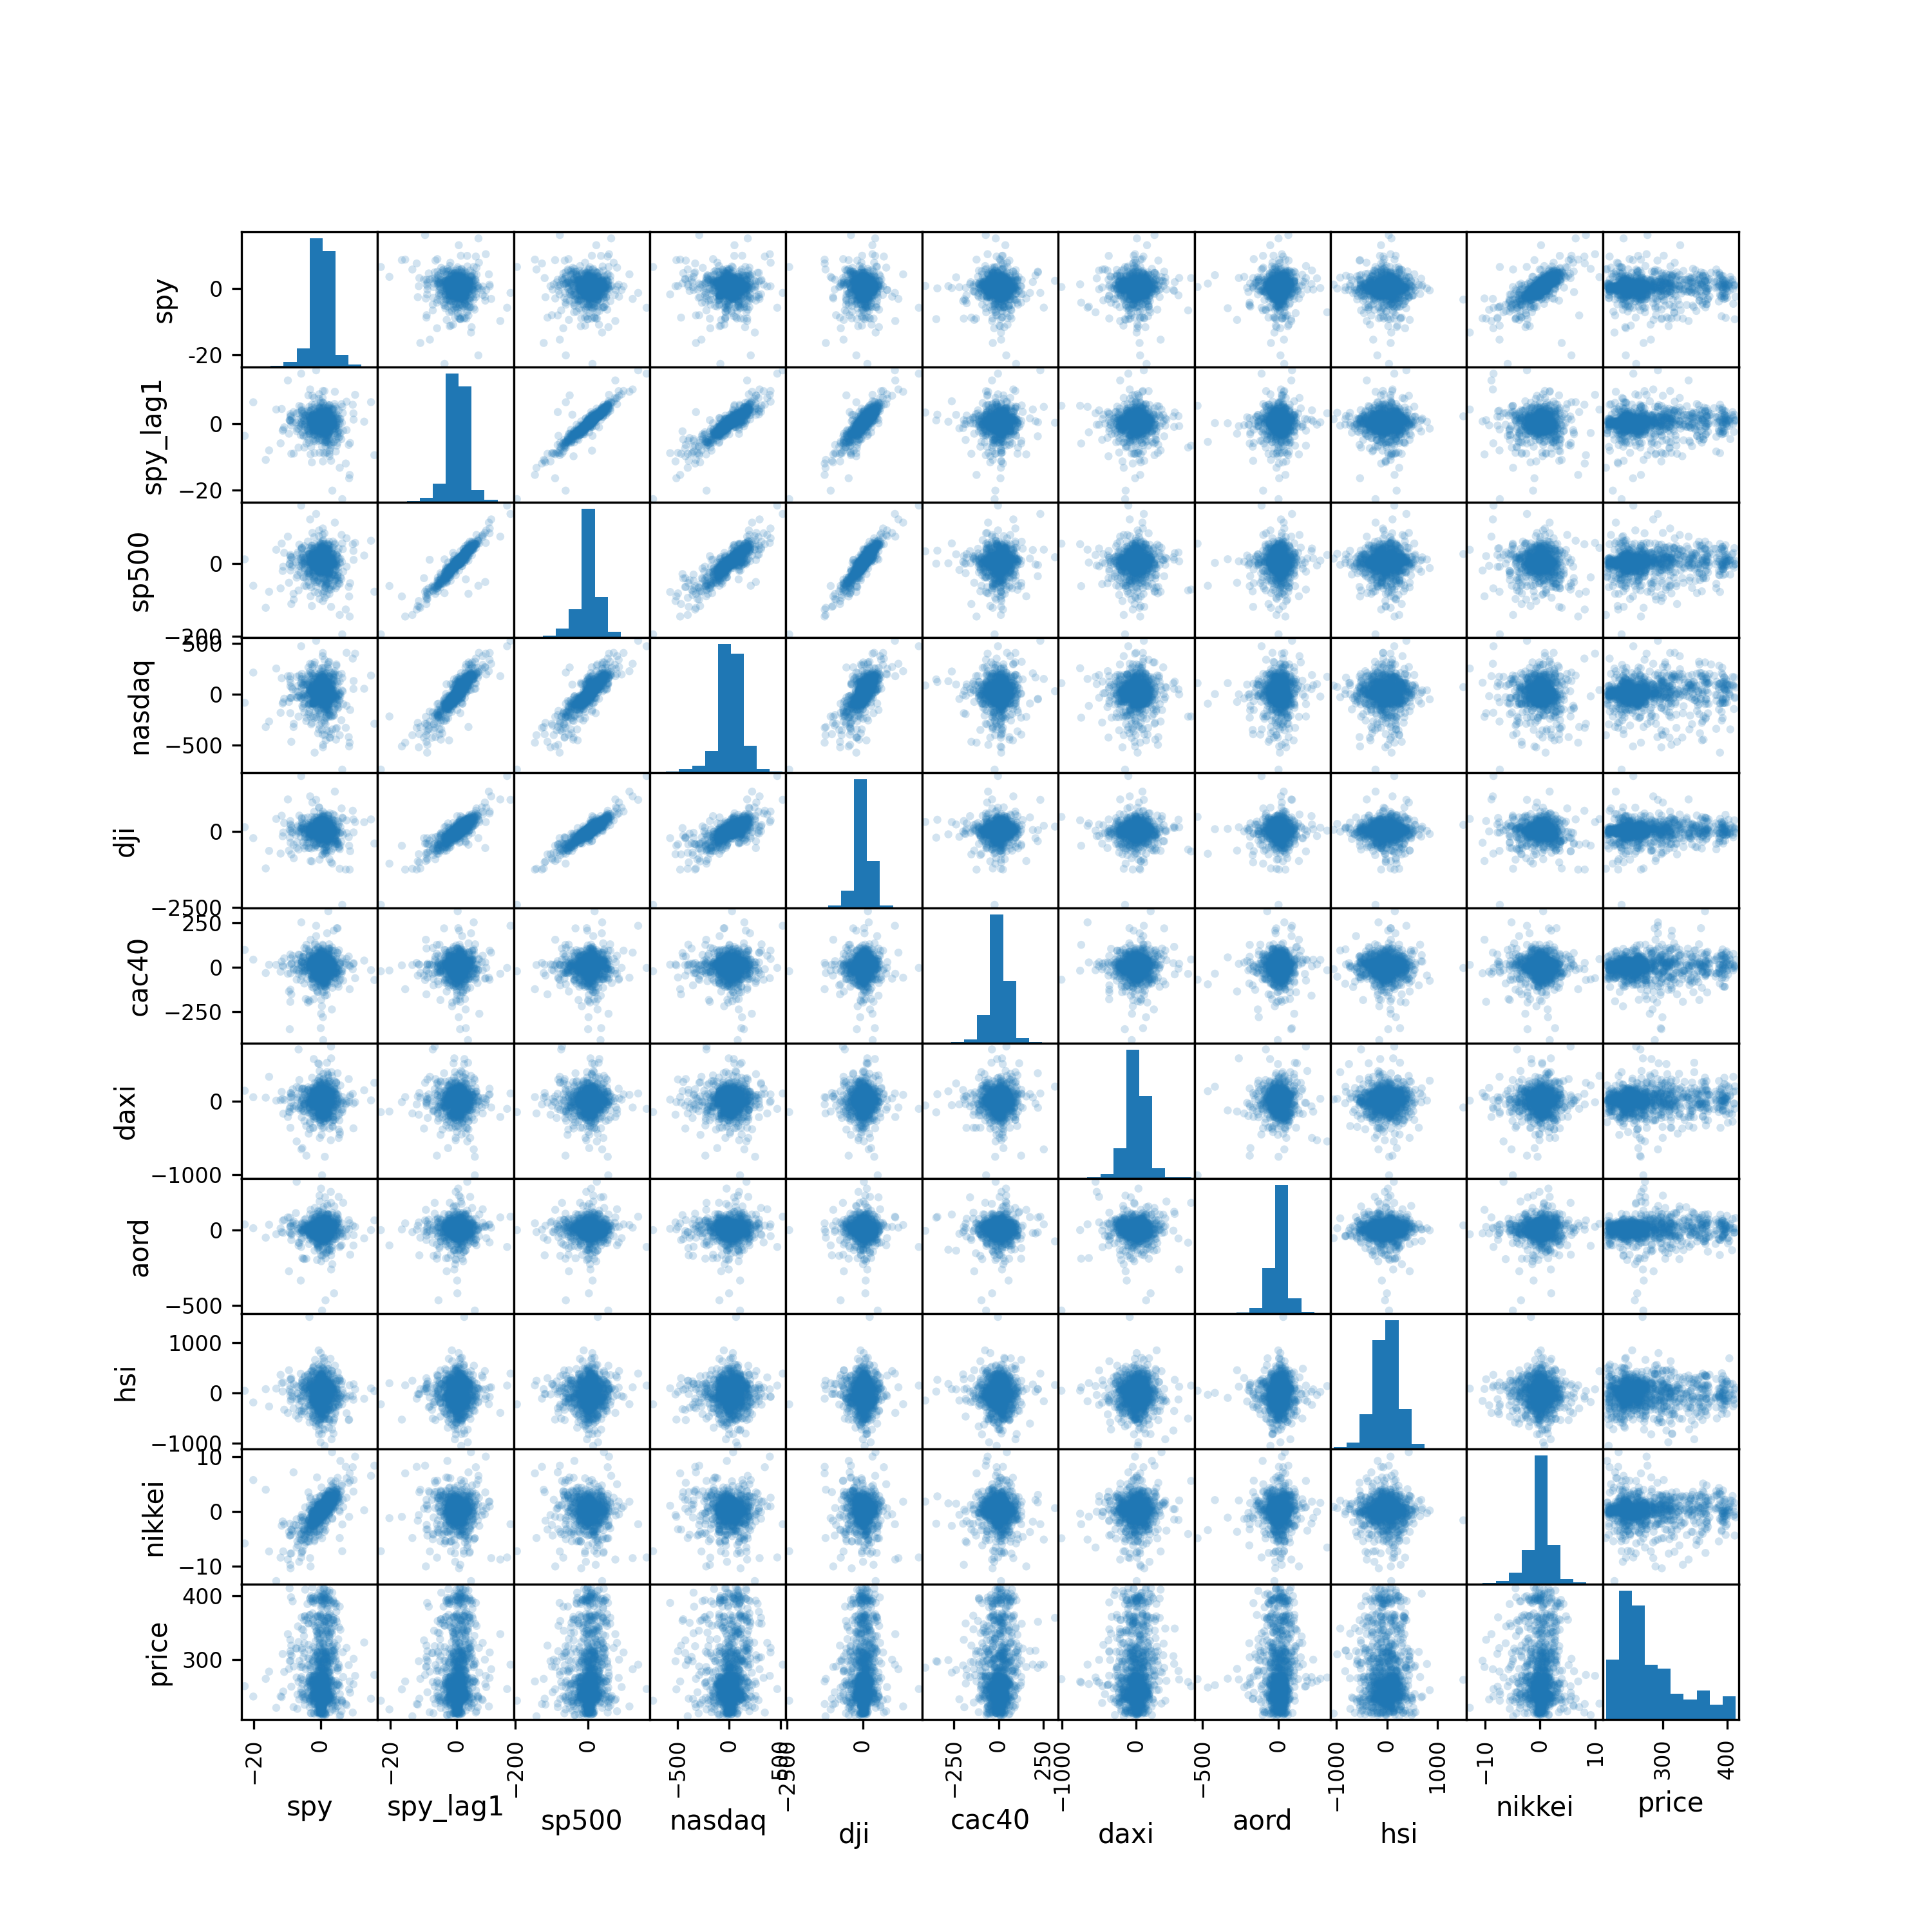 spy
0
-20
spy_lag1
0
−20
sp500
0
−200
nasdaq
500
0
−500
dji
0
−2500
cac40
250
0
−250
daxi
0
−1000
aord
0
−500
hsi
1000
0
−1000
nikkei
10
0
−10
price
400
300
−20 0 −20 0 −200 0 −500 0 500 −2500 0 −250 0 250 −1000 0 −500 0 −1000 0 1000 −10 0 10 300 400
spy spy_lag1 sp500 nasdaq dji cac40 daxi aord hsi nikkei price